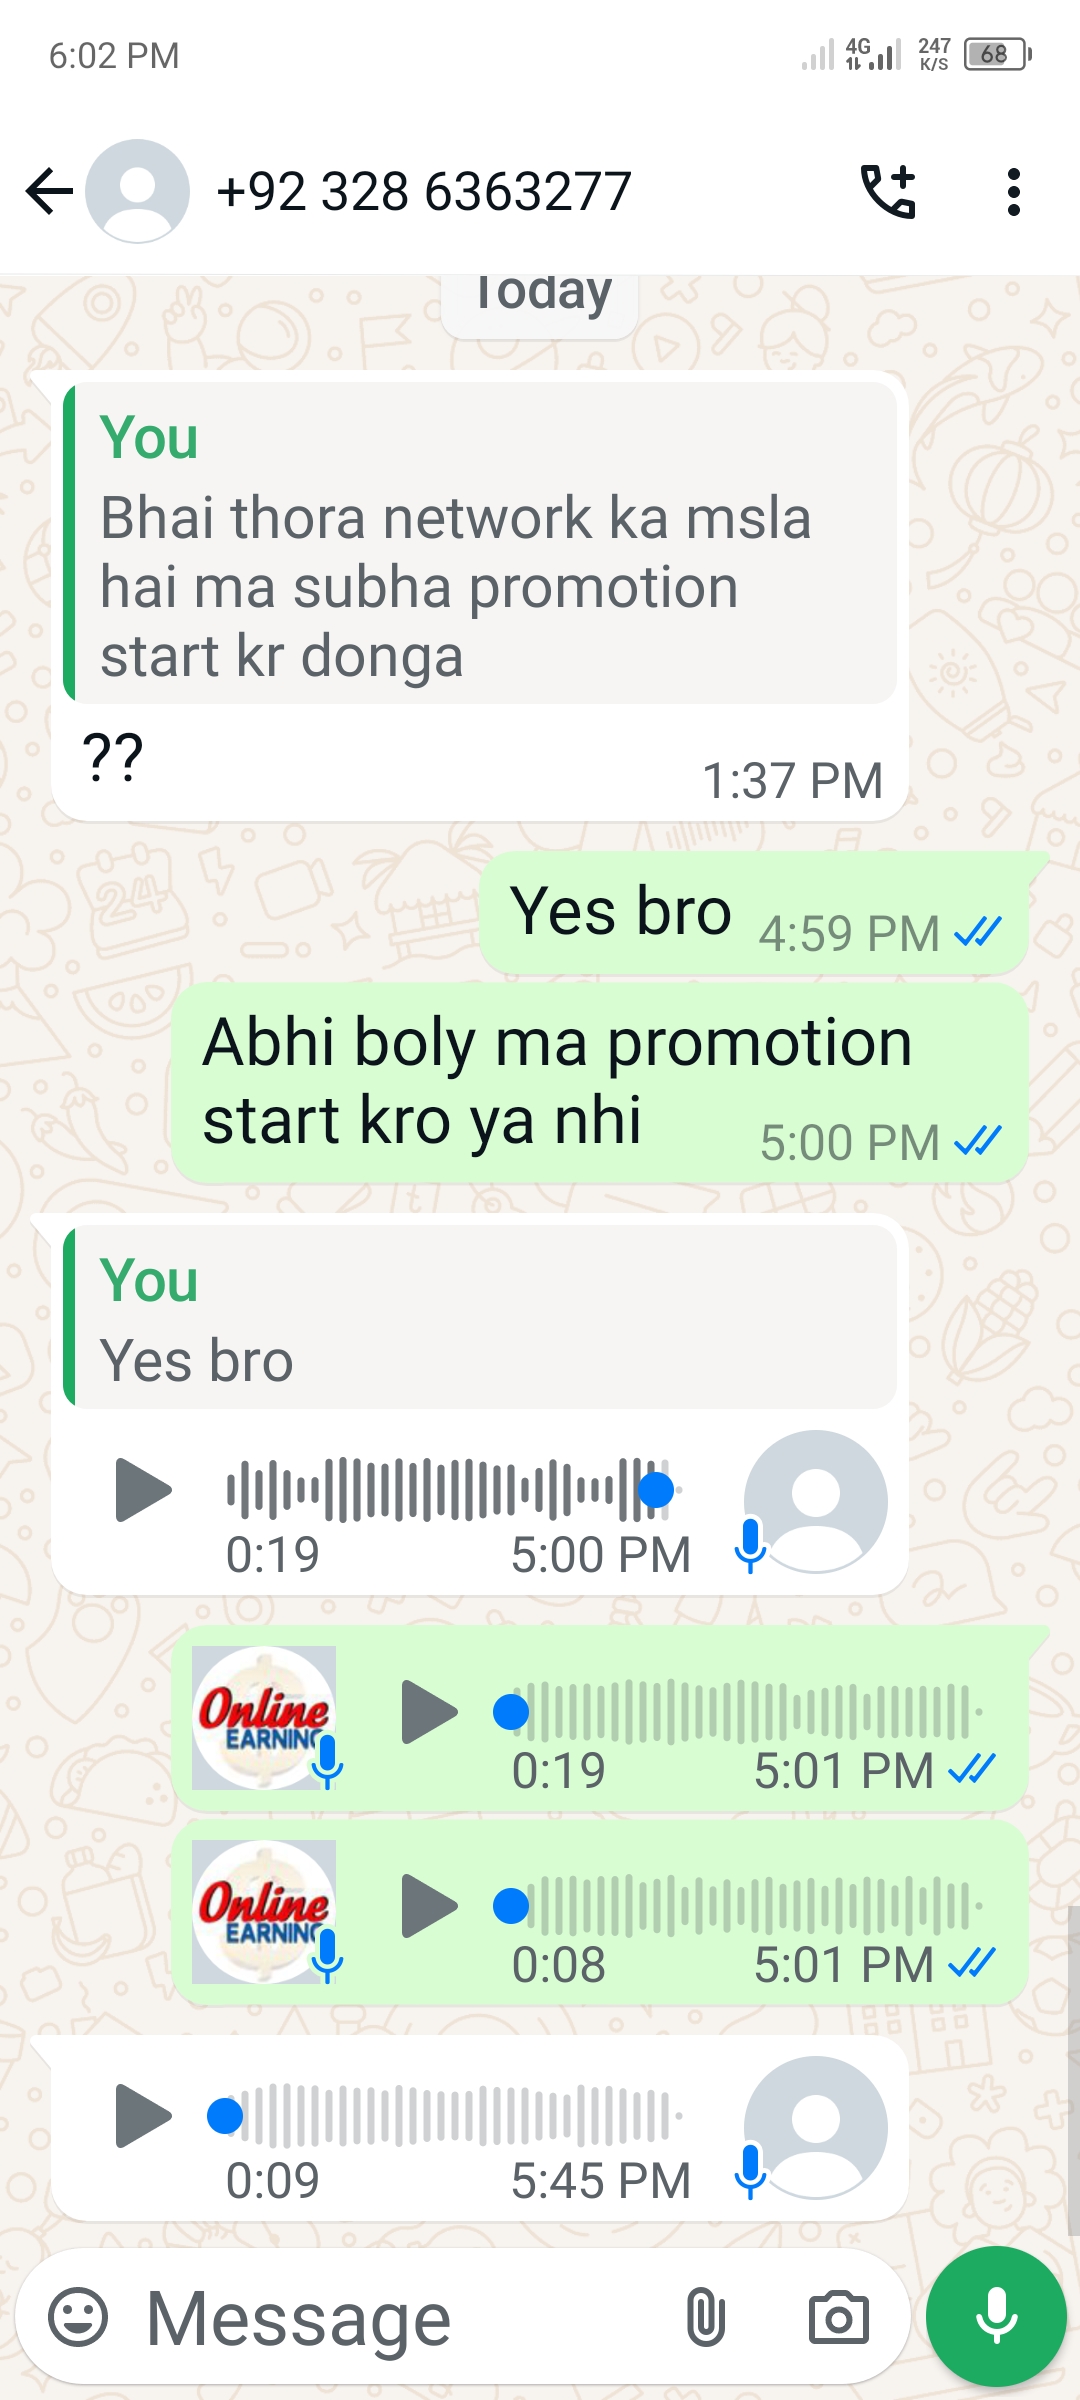 6:02 PM
4G
247
K/S
68
+92 328 6363277
Today
You
Bhai thora network ka msla
hai ma subha promotion
start kr donga
??
1:37 PM
Yes bro
4:59 PM
Abhi boly ma promotion
start kro ya nhi
5:00 PM
You
Yes bro
0:19
5:00 PM
Online
EARNING
0:19
5:01 PM
Online
EARNING
0:08
5:01 PM
0:09
5:45 PM
Message